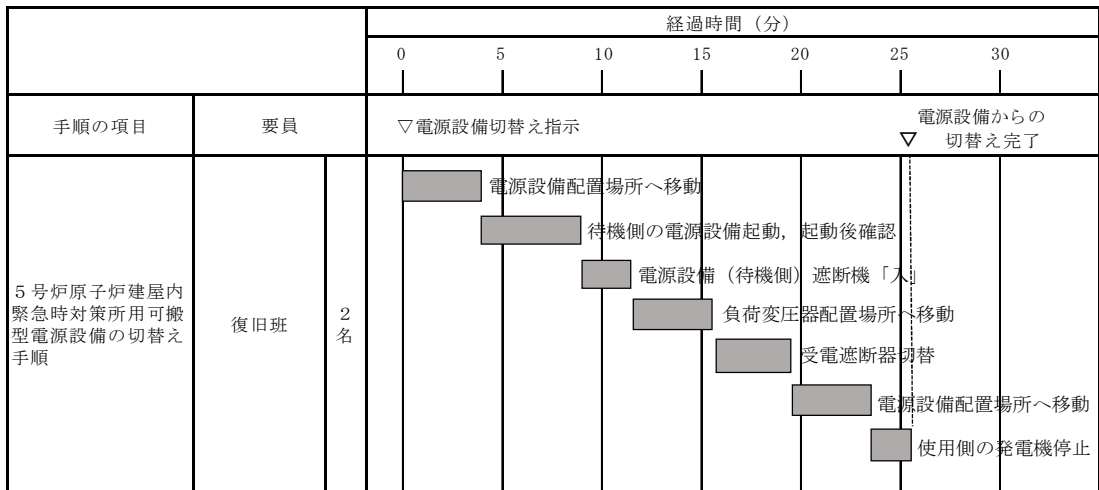 経過時間（分）
0 5 10 15 20 25 30
手順の項目
要員
▽電源設備切替え指示
電源設備からの
▽ 切替え完了
5号炉原子炉建屋内
緊急時対策所用可搬
型電源設備の切替え
手順
復旧班
2
名
電源設備配置場所へ移動
待機側の電源設備起動，起動後確認
電源設備（待機側）遮断機「入」
負荷変圧器配置場所へ移動
受電遮断器切替
電源設備配置場所へ移動
使用側の発電機停止